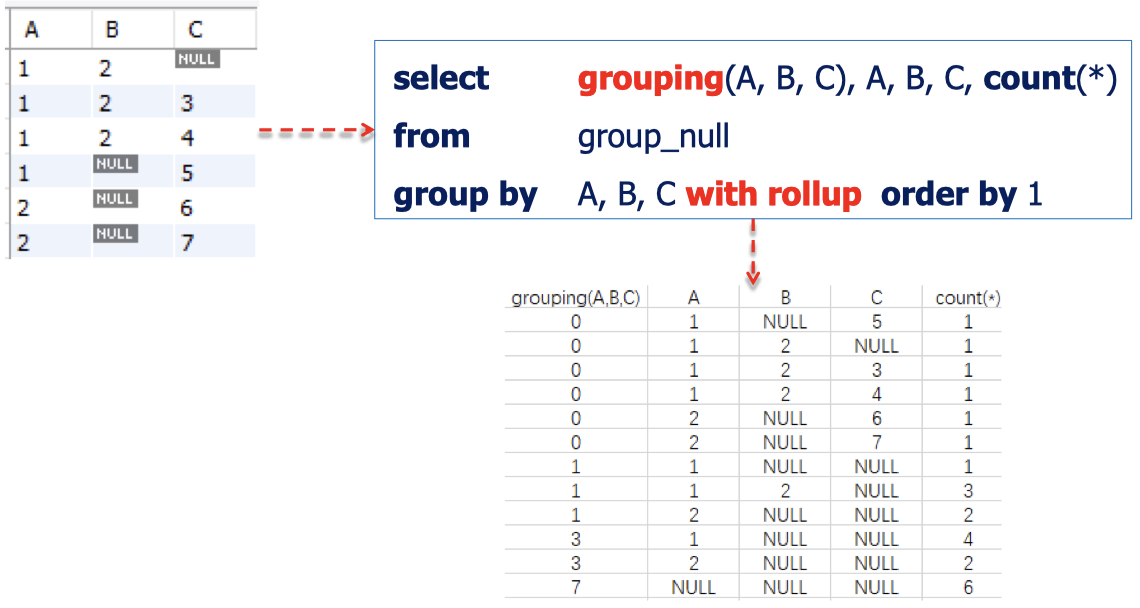 A B C
1 2 NULL
1 2 3
1 2 4
1 NULL 5
2 NULL 6
2 NULL 7
select grouping(A, B, C), A, B, C, count(*)
from group_null
group by A, B, C with rollup order by 1
grouping(A,B,C) A B C count(*)
0 1 NULL 5 1
0 1 2 NULL 1
0 1 2 3 1
0 1 2 4 1
0 2 NULL 6 1
0 2 NULL 7 1
1 1 NULL NULL 1
1 1 2 NULL 3
1 2 NULL NULL 2
3 1 NULL NULL 4
3 2 NULL NULL 2
7 NULL NULL NULL 6